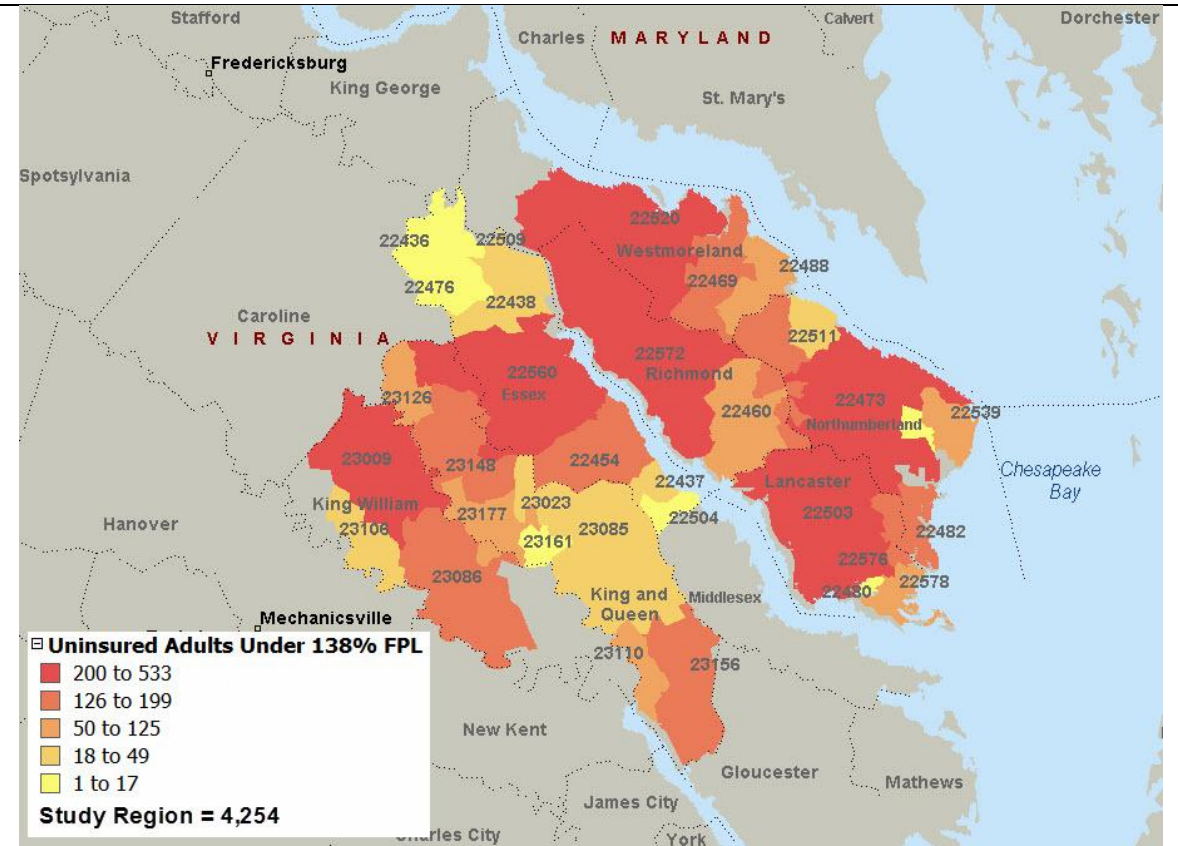 Stafford
Calvert
Dorchester
Charles
MARYLAND
Fredericksburg
King George
St. Mary's
Spotsylvania
22520
22436
22509
Westmoreland
22488
22469
22476
22438
Caroline
VIRGINIA
22511
22572
22560
Richmond
Essex
23126
22473
22460
22539
Northumberland
23009
22454
23148
Chesapeake
Bay
22437
Lancaster
King William
23023
23177
22503
22504
Hanover
23106
23085
22482
23161
22576
23086
22578
22480
King and
Queen
Middlesex
Mechanicsville
23110
23156
Uninsured Adults Under 138% FPL
200 to 533
126 to 199
50 to 125
18 to 49
1 to 17
Study Region = 4,254
New Kent
Gloucester
Mathews
James City
Charles City
York